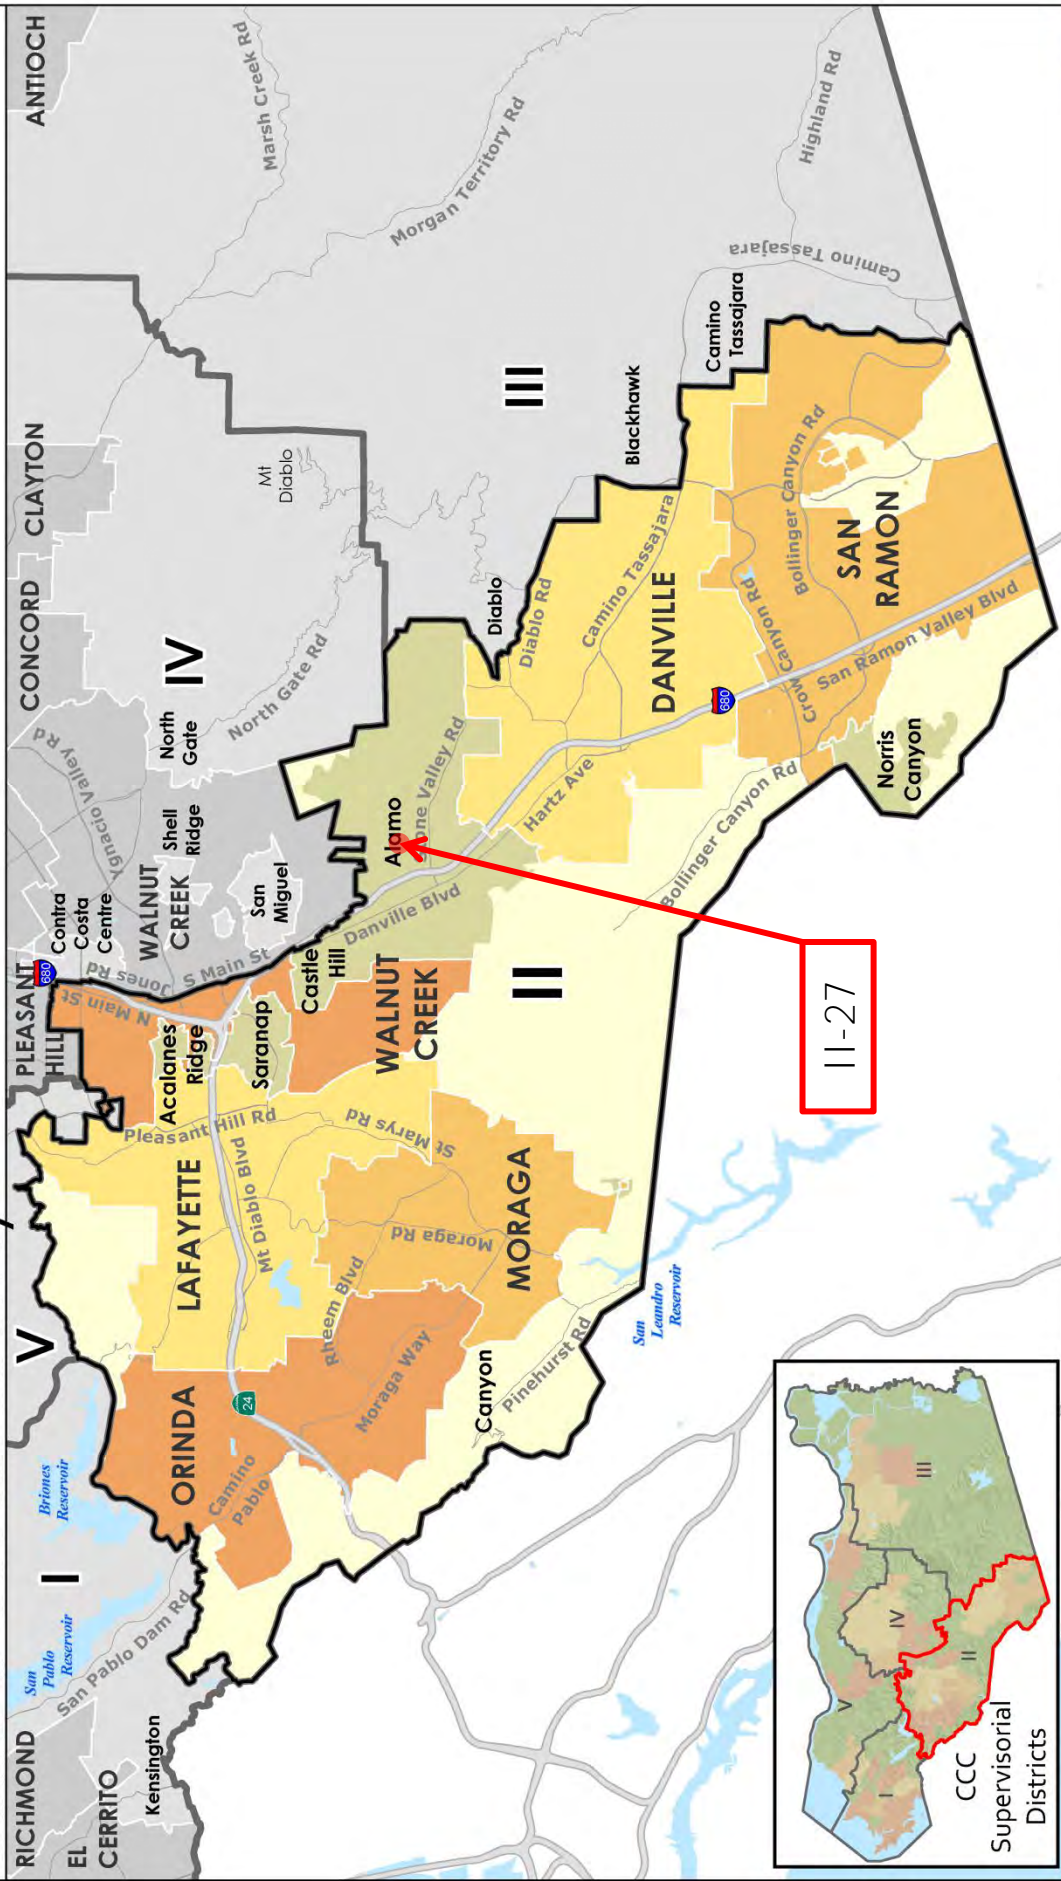 RICHMOND
EL
CERRITO
Kensington
San
Pablo
Reservoir
San Pablo Dam Rd
I
Briones
Reservoir
V
ORINDA
Camino
Pablo
24
Moraga Way
Canyon
Pinehurst Rd
LAFAYETTE
Mt Diablo Blvd
Pleasant Hill Rd
Rheem Blvd
Moraga Rd
St Marys Rd
MORAGA
San
Leandro
Reservoir
PLEASANT
HILL
680
Contra
Costa
Centre
N Main St
Jones Rd
S Main St
Acalanes
Ridge
Saranap
Castle
Hill
WALNUT
CREEK
WALNUT
CREEK
Shell
Ridge
San
Miguel
Ygnacio Valley Rd
North
Gate
North Gate Rd
IV
CONCORD
CLAYTON
ANTIOCH
Mt
Diablo
Marsh Creek Rd
Morgan Territory Rd
III
Highland Rd
Camino Tassajara
Camino
Tassajara
Blackhawk
Diablo
Diablo Rd
Camino Tassajara
Alamo
one Valley Rd
Danville Blvd
Hartz Ave
II
DANVILLE
680
Crow Canyon Rd
Bollinger Canyon Rd
Bollinger Canyon Rd
San Ramon Valley Blvd
SAN
RAMON
Norris
Canyon
II-27
I
V
IV
III
II
CCC
Supervisorial
Districts